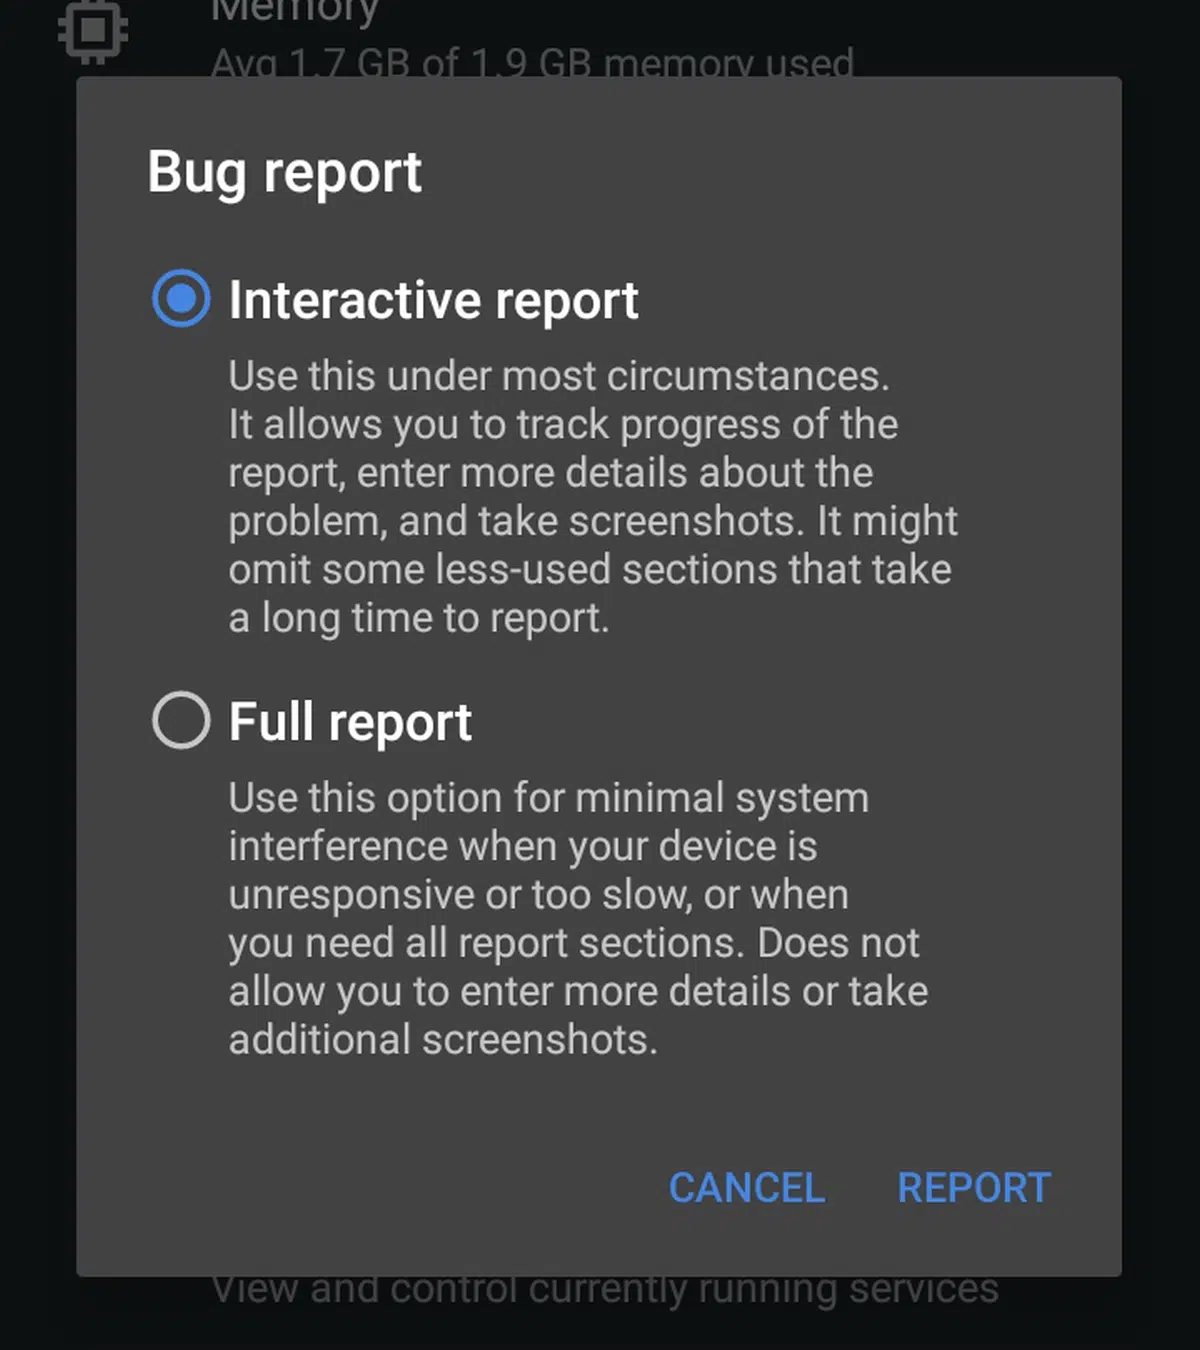 Memory
Avg 1.7 GB of 1.9 GB memory used
Bug report
Interactive report
Use this under most circumstances.
It allows you to track progress of the
report, enter more details about the
problem, and take screenshots. It might
omit some less-used sections that take
a long time to report.
Full report
Use this option for minimal system
interference when your device is
unresponsive or too slow, or when
you need all report sections. Does not
allow you to enter more details or take
additional screenshots.
CANCEL REPORT
View and control currently running services